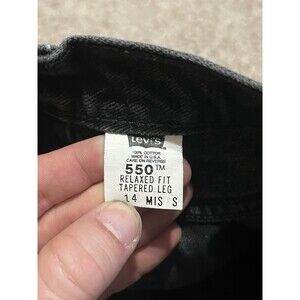 Levi's
100% COTTON
MADE IN U.S.A.
CARE ON REVERSE
550™
RELAXED FIT
TAPERED LEG
14 MIS S